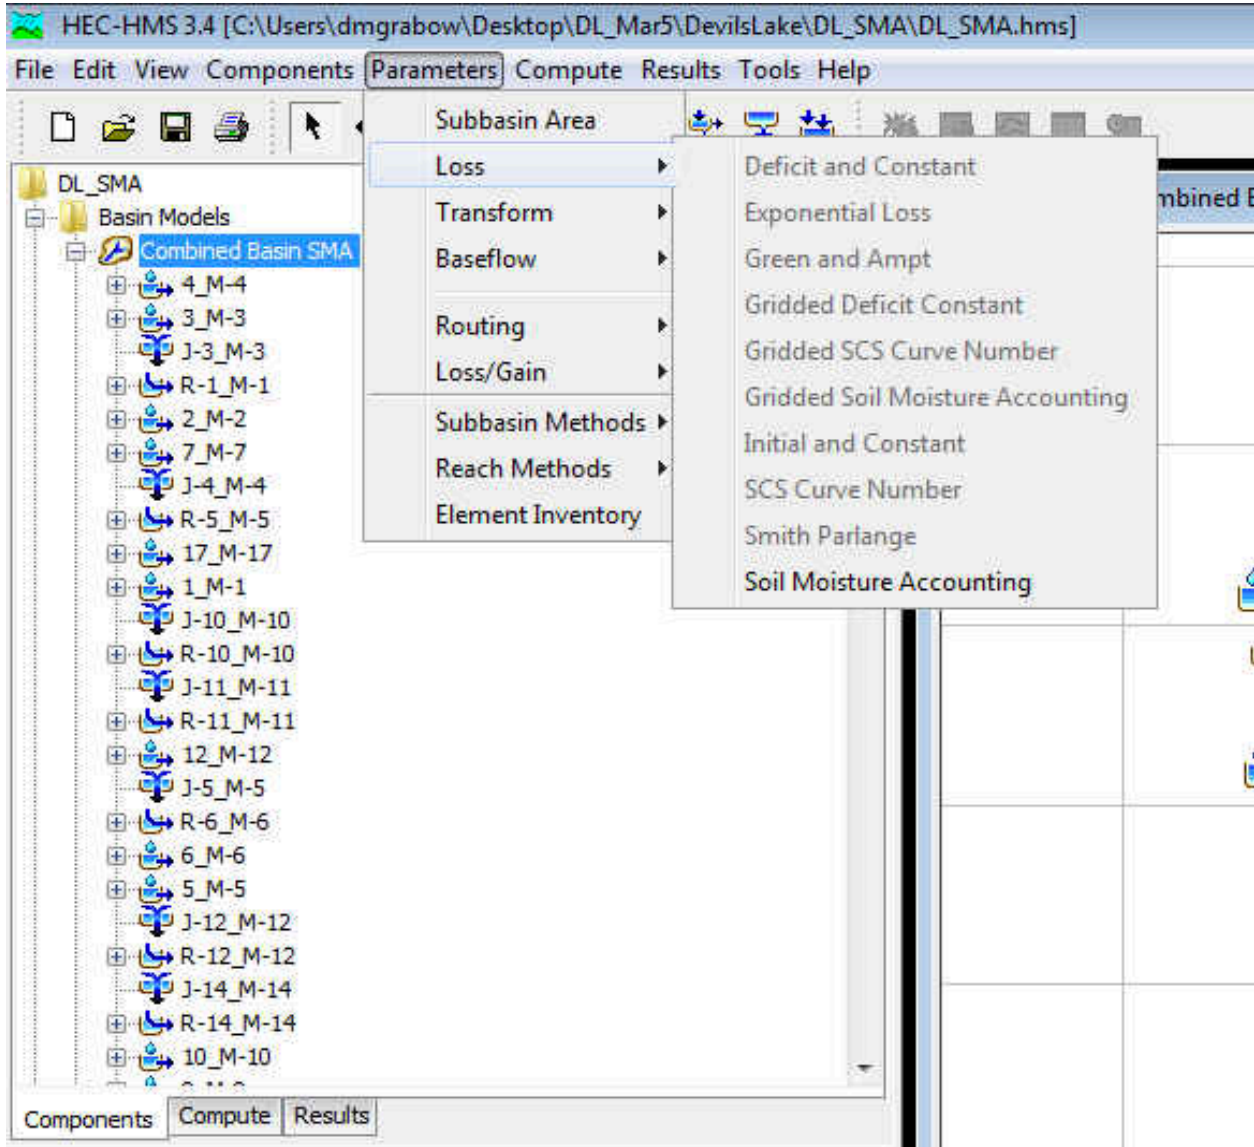 HEC-HMS 3.4 [C:\Users\dmgrabow\Desktop\DL_Mar5\DevilsLake\DL_SMA\DL_SMA.hms]
File Edit View Components Parameters Compute Results Tools Help
Subbasin Area
Loss
Transform
Baseflow
Routing
Loss/Gain
Subbasin Methods
Reach Methods
Element Inventory
Deficit and Constant
Exponential Loss
Green and Ampt
Gridded Deficit Constant
Gridded SCS Curve Number
Gridded Soil Moisture Accounting
Initial and Constant
SCS Curve Number
Smith Parlange
Soil Moisture Accounting
DL_SMA
Basin Models
Combined Basin SMA
4_M-4
3_M-3
J-3_M-3
R-1_M-1
2_M-2
7_M-7
J-4_M-4
R-5_M-5
17_M-17
1_M-1
J-10_M-10
R-10_M-10
J-11_M-11
R-11_M-11
12_M-12
J-5_M-5
R-6_M-6
6_M-6
5_M-5
J-12_M-12
R-12_M-12
J-14_M-14
R-14_M-14
10_M-10
Components Compute Results